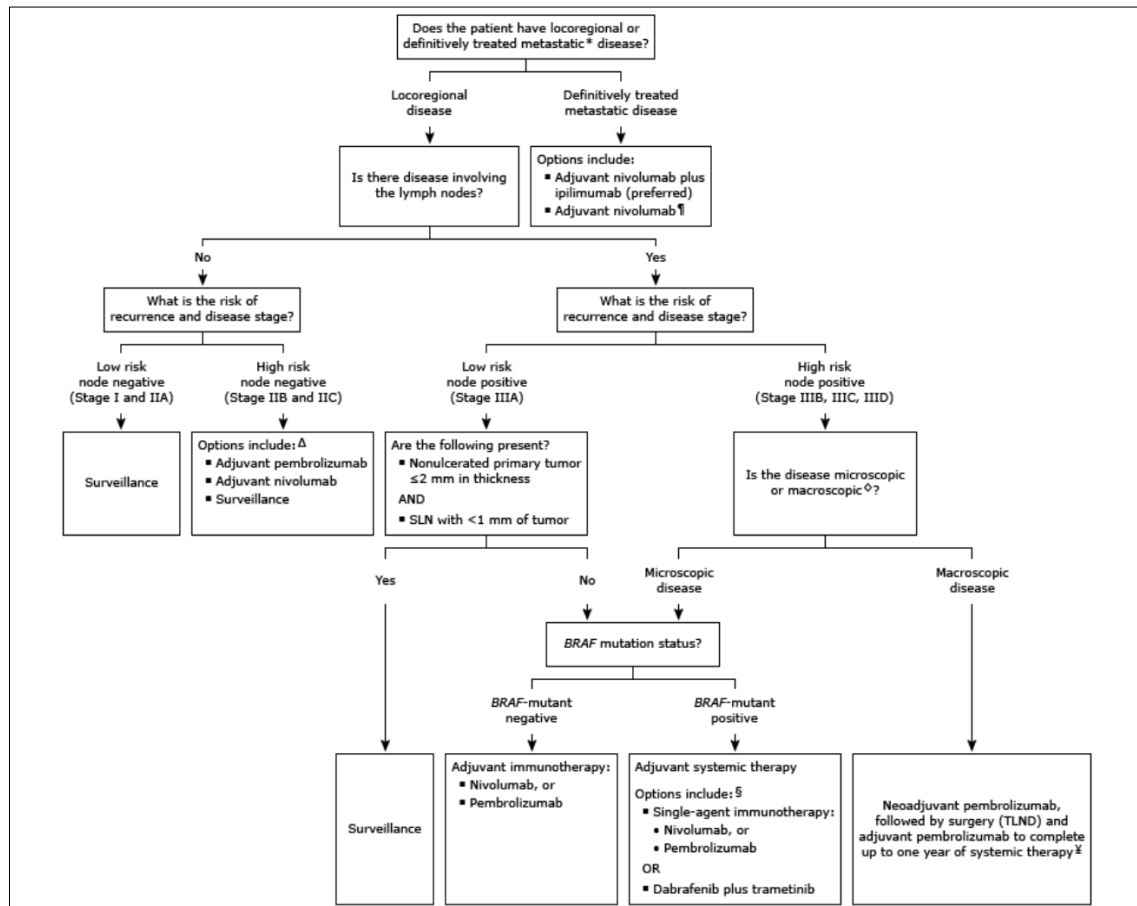 Does the patient have locoregional or
definitively treated metastatic* disease?
Locoregional
disease
Definitively treated
metastatic disease
Is there disease involving
the lymph nodes?
Options include:
▪ Adjuvant nivolumab plus
ipilimumab (preferred)
▪ Adjuvant nivolumab¶
No
Yes
What is the risk of
recurrence and disease stage?
What is the risk of
recurrence and disease stage?
Low risk
node negative
(Stage I and IIA)
High risk
node negative
(Stage IIB and IIC)
Low risk
node positive
(Stage IIIA)
High risk
node positive
(Stage IIIB, IIIC, IIID)
Surveillance
Options include:Δ
▪ Adjuvant pembrolizumab
▪ Adjuvant nivolumab
▪ Surveillance
Are the following present?
▪ Nonulcerated primary tumor
≤2 mm in thickness
AND
▪ SLN with <1 mm of tumor
Is the disease microscopic
or macroscopic◊?
Yes
No
Microscopic
disease
Macroscopic
disease
BRAF mutation status?
BRAF-mutant
negative
BRAF-mutant
positive
Surveillance
Adjuvant immunotherapy:
▪ Nivolumab, or
▪ Pembrolizumab
Adjuvant systemic therapy
Options include:§
▪ Single-agent immunotherapy:
• Nivolumab, or
• Pembrolizumab
OR
▪ Dabrafenib plus trametinib
Neoadjuvant pembrolizumab,
followed by surgery (TLND) and
adjuvant pembrolizumab to complete
up to one year of systemic therapy¥